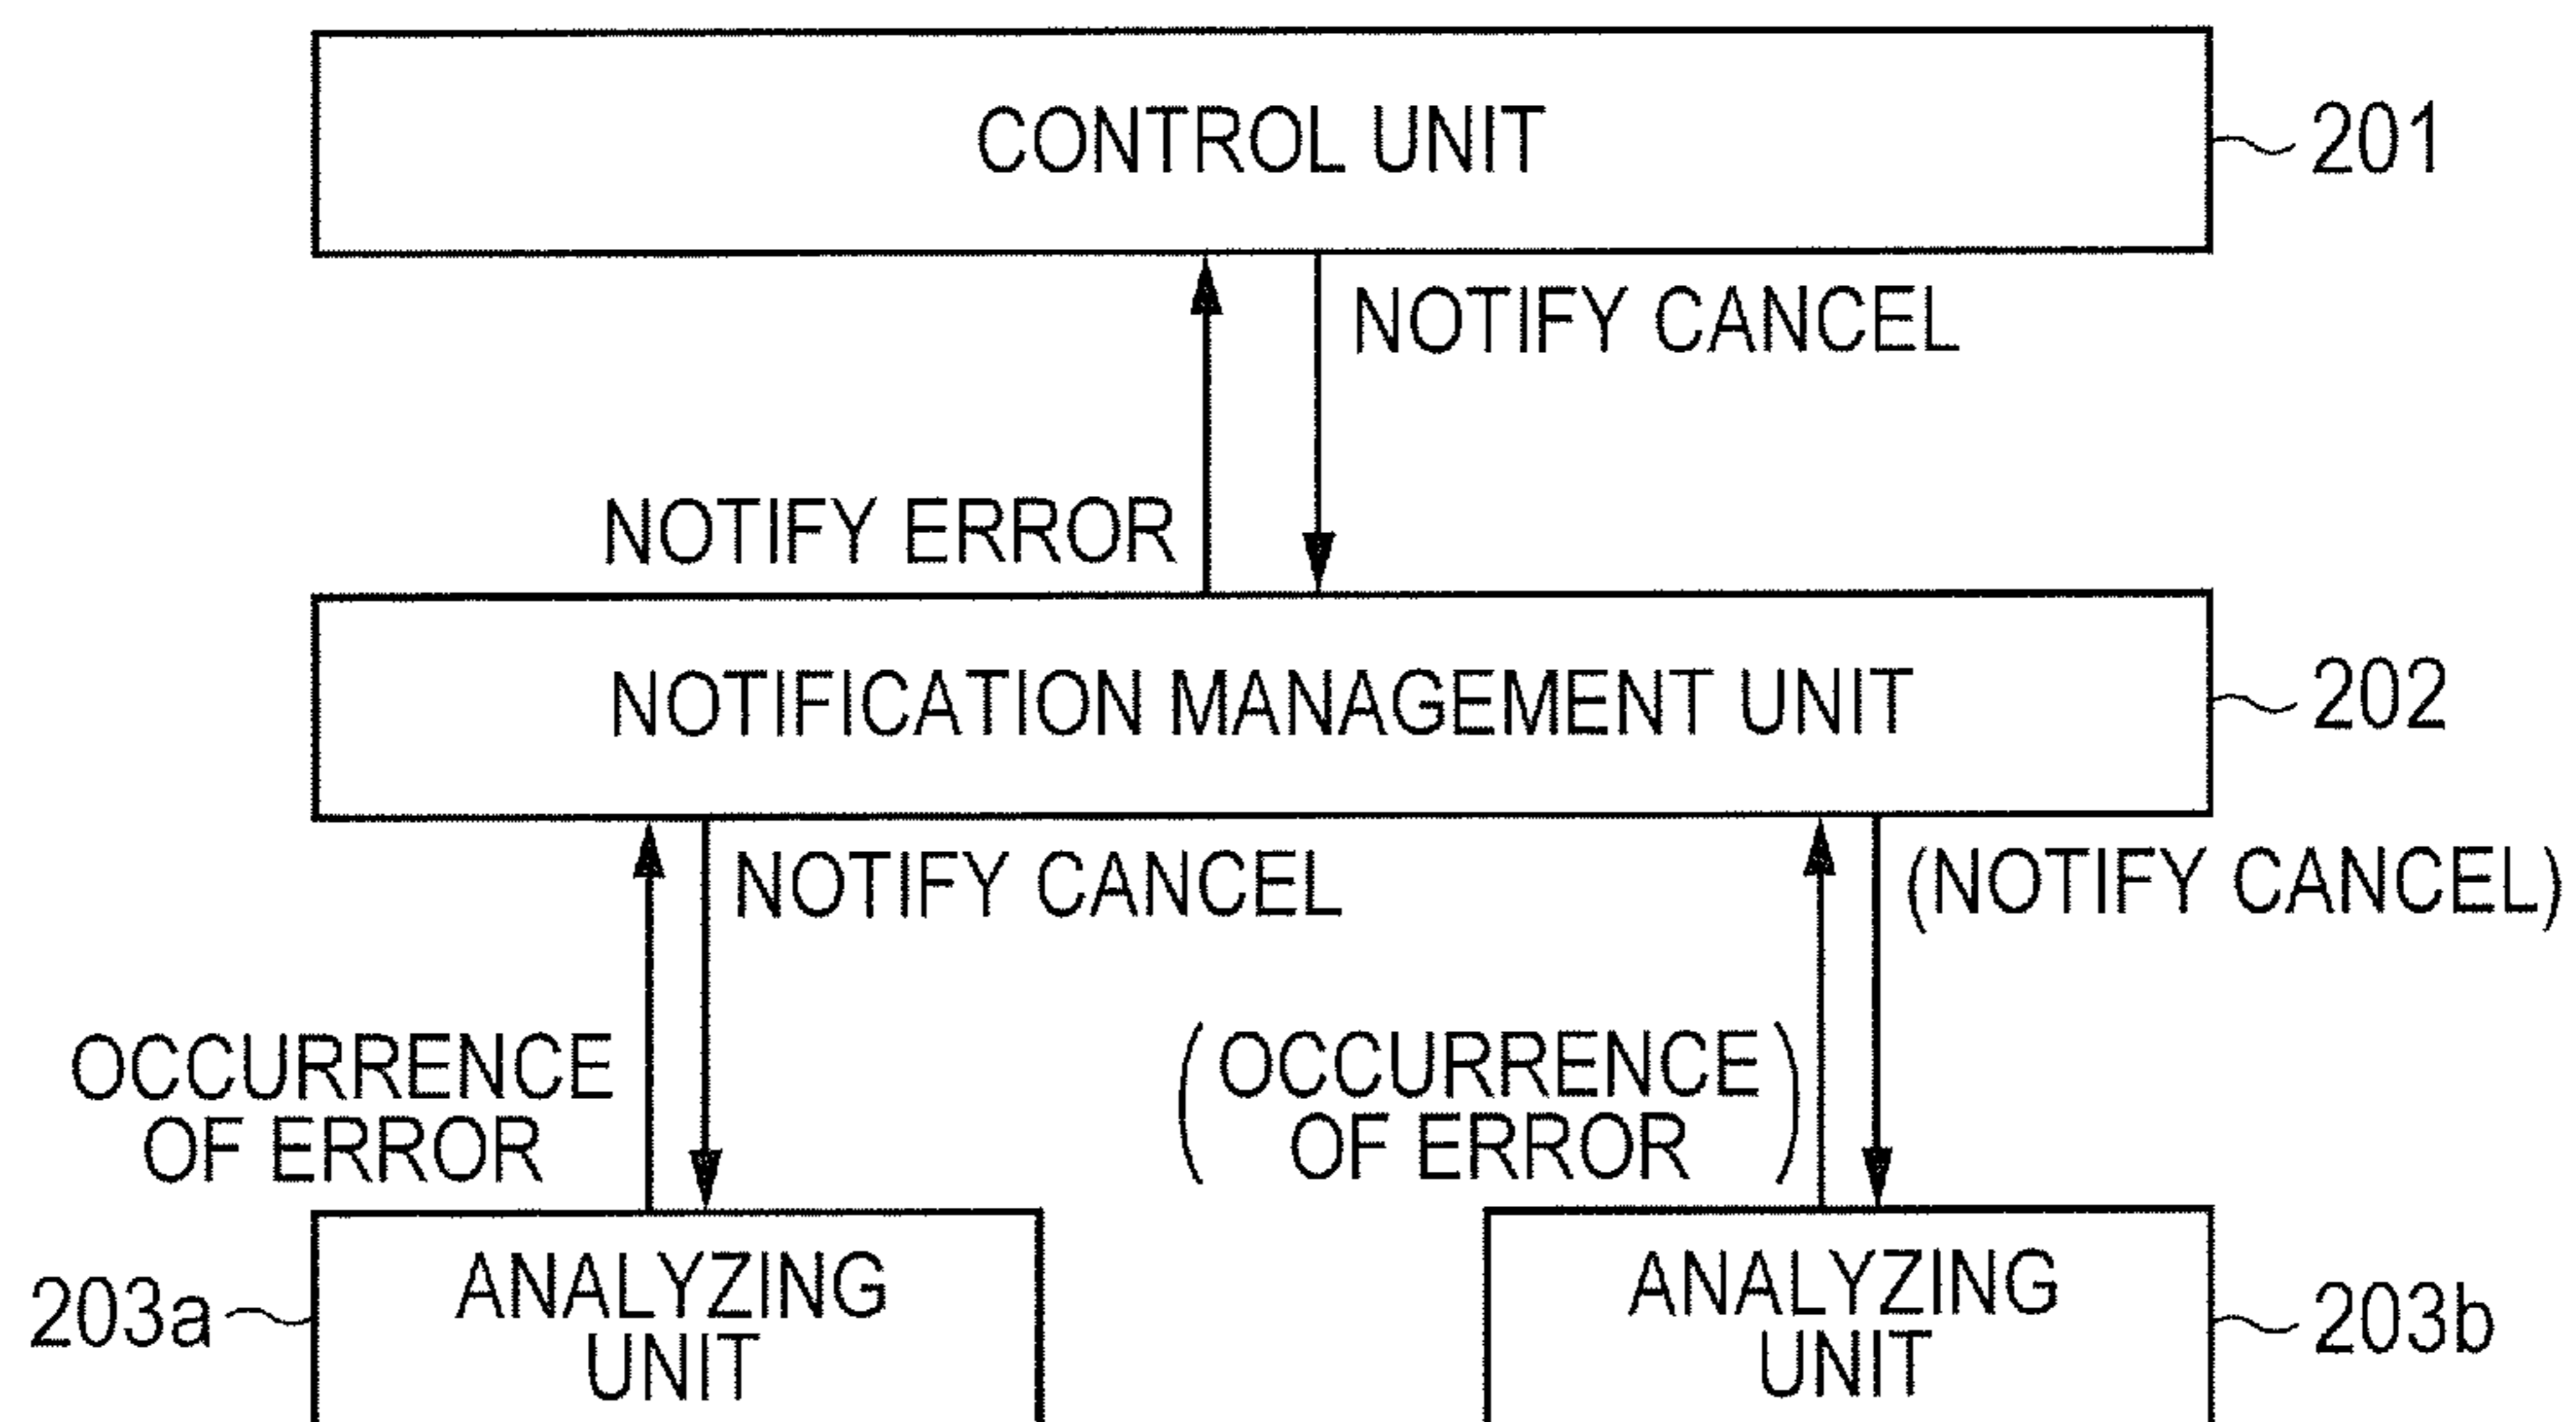 CONTROL UNIT
201
NOTIFY CANCEL
NOTIFY ERROR
NOTIFICATION MANAGEMENT UNIT
202
NOTIFY CANCEL
(NOTIFY CANCEL)
OCCURRENCE
OF ERROR
(OCCURRENCE
OF ERROR)
203a
ANALYZING
UNIT
ANALYZING
UNIT
203b